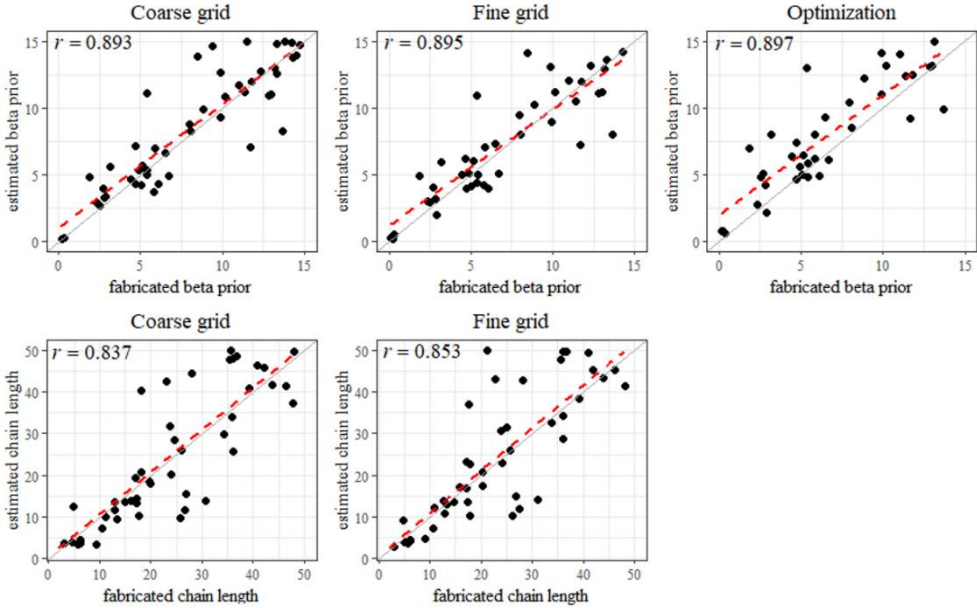 Coarse grid
Fine grid
Optimization
r = 0.893
r = 0.895
r = 0.897
estimated beta prior
15
10
5
0
estimated beta prior
15
10
5
0
estimated beta prior
15
10
5
0
0 5 10 15
0 5 10 15
0 5 10 15
fabricated beta prior
fabricated beta prior
fabricated beta prior
Coarse grid
Fine grid
r = 0.837
r = 0.853
estimated chain length
50
40
30
20
10
0
estimated chain length
50
40
30
20
10
0
0 10 20 30 40 50
0 10 20 30 40 50
fabricated chain length
fabricated chain length